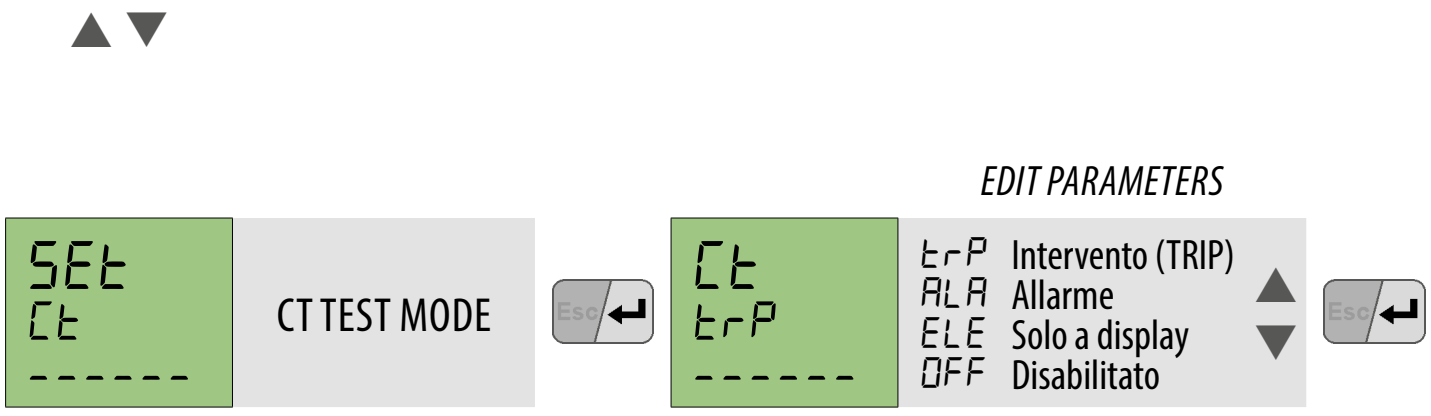 EDIT PARAMETERS
SEt
Ct
------
CT TEST MODE
Esc/
Ct
trP
------
trP Intervento (TRIP)
ALA Allarme
ELE Solo a display
OFF Disabilitato
Esc/